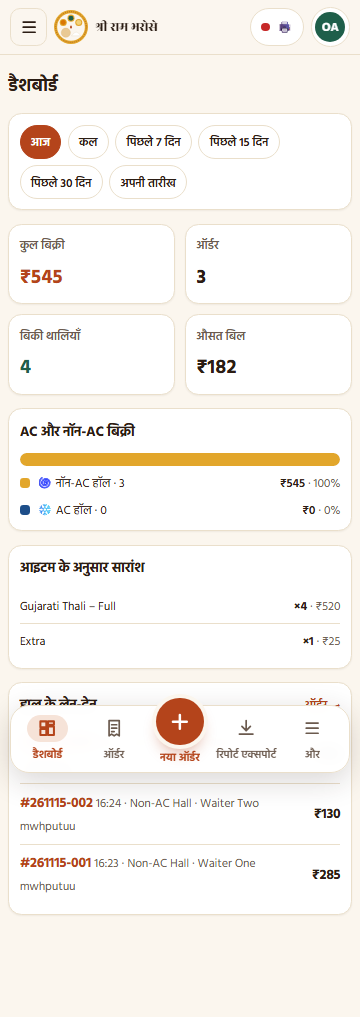 श्री राम भरोसे
OA
डैशबोर्ड
आज
कल
पिछले 7 दिन
पिछले 15 दिन
पिछले 30 दिन
अपनी तारीख
कुल बिक्री
ऑर्डर
₹545
3
बिकी थालियाँ
औसत बिल
4
₹182
AC और नॉन-AC बिक्री
नॉन-AC हॉल · 3
₹545 · 100%
AC हॉल · 0
₹0 · 0%
आइटम के अनुसार सारांश
Gujarati Thali – Full
×4 · ₹520
Extra
×1 · ₹25
हाल के लेन-देन
ऑर्डर →
डैशबोर्ड
ऑर्डर
नया ऑर्डर
रिपोर्ट एक्सपोर्ट
और
#261115-002 16:24 · Non-AC Hall · Waiter Two
mwhputuu
₹130
#261115-001 16:23 · Non-AC Hall · Waiter One
mwhputuu
₹285